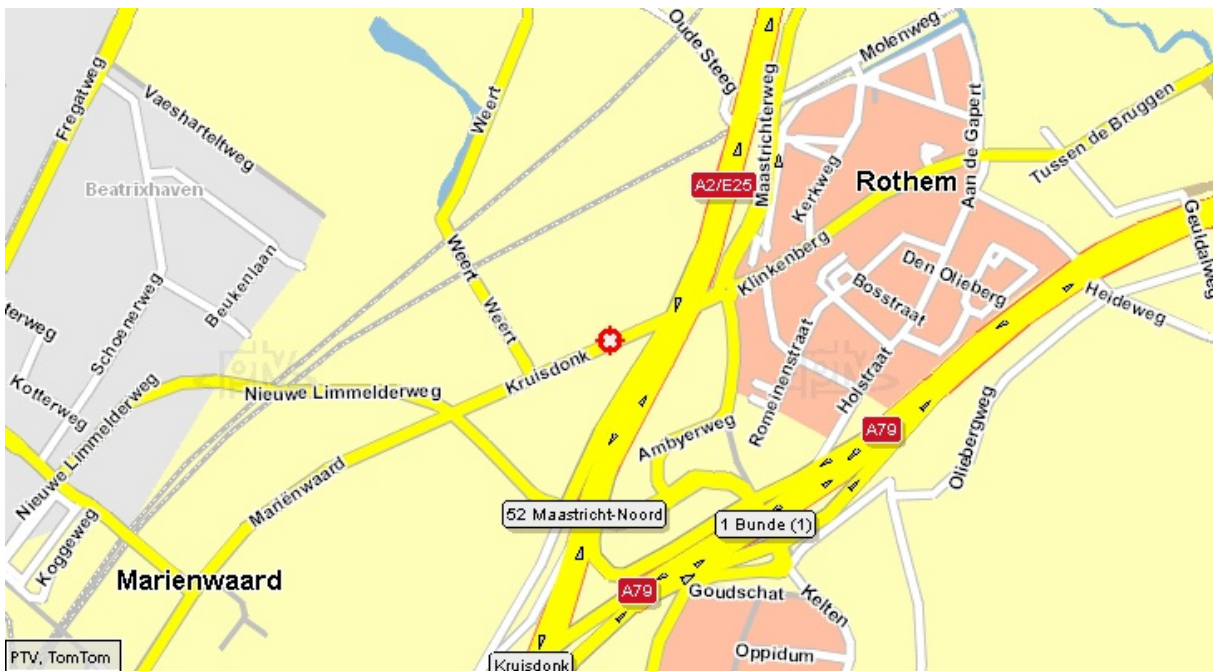 Fregatweg
Vaesharteltweg
Beatrixhaven
Beukenlaan
Schoenerweg
terweg
Kotterweg
Nieuwe Limmelderweg
Koggeweg
Marienwaard
Mariënwaard
Nieuwe Limmelderweg
Kruisdonk
Weert
Weert
Weert
Oude Steeg
Maastrichterweg
Molenweg
A2/E25
Kerkweg
Rothem
Aan de Gapert
Tussen de Bruggen
Geuldalweg
Klinkenberg
Den Olieberg
Bosstraat
Heideweg
Romeinenstraat
Holstraat
Ambyerweg
A79
Oliebergweg
52 Maastricht-Noord
1 Bunde (1)
A79
Goudschat
Kelten
Oppidum
Kruisdonk
PTV, TomTom